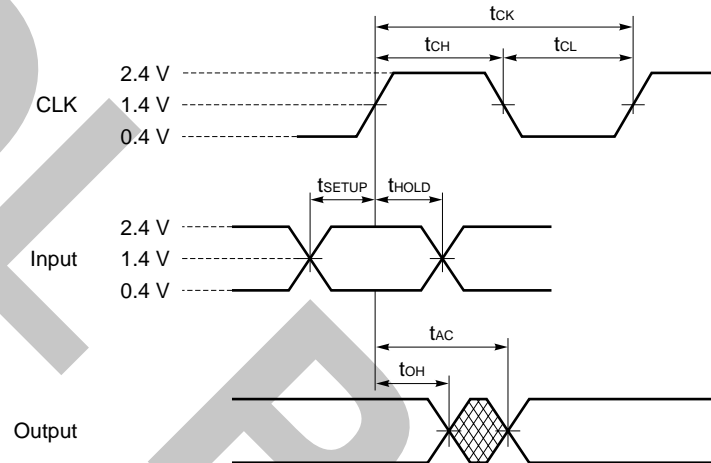 tCK
tCH tCL
2.4 V
CLK 1.4 V
0.4 V
tSETUP tHOLD
2.4 V
Input 1.4 V
0.4 V
tAC
tOH
Output